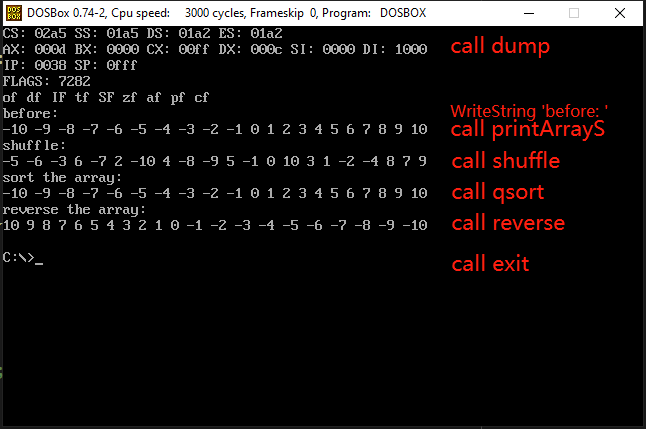 DOSBox 0.74-2, Cpu speed: 3000 cycles, Frameskip 0, Program: DOSBOX
CS: 02a5 SS: 01a5 DS: 01a2 ES: 01a2
AX: 000d BX: 0000 CX: 00ff DX: 000c SI: 0000 DI: 1000 call dump
IP: 0038 SP: 0fff
FLAGS: 7282
of df IF tf SF zf af pf cf
before: WriteString 'before: '
-10 -9 -8 -7 -6 -5 -4 -3 -2 -1 0 1 2 3 4 5 6 7 8 9 10 call printArrayS
shuffle:
-5 -6 -3 6 -7 2 -10 4 -8 -9 5 -1 0 10 3 1 -2 -4 8 7 9 call shuffle
sort the array:
-10 -9 -8 -7 -6 -5 -4 -3 -2 -1 0 1 2 3 4 5 6 7 8 9 10 call qsort
reverse the array:
10 9 8 7 6 5 4 3 2 1 0 -1 -2 -3 -4 -5 -6 -7 -8 -9 -10 call reverse
C:\>_ call exit